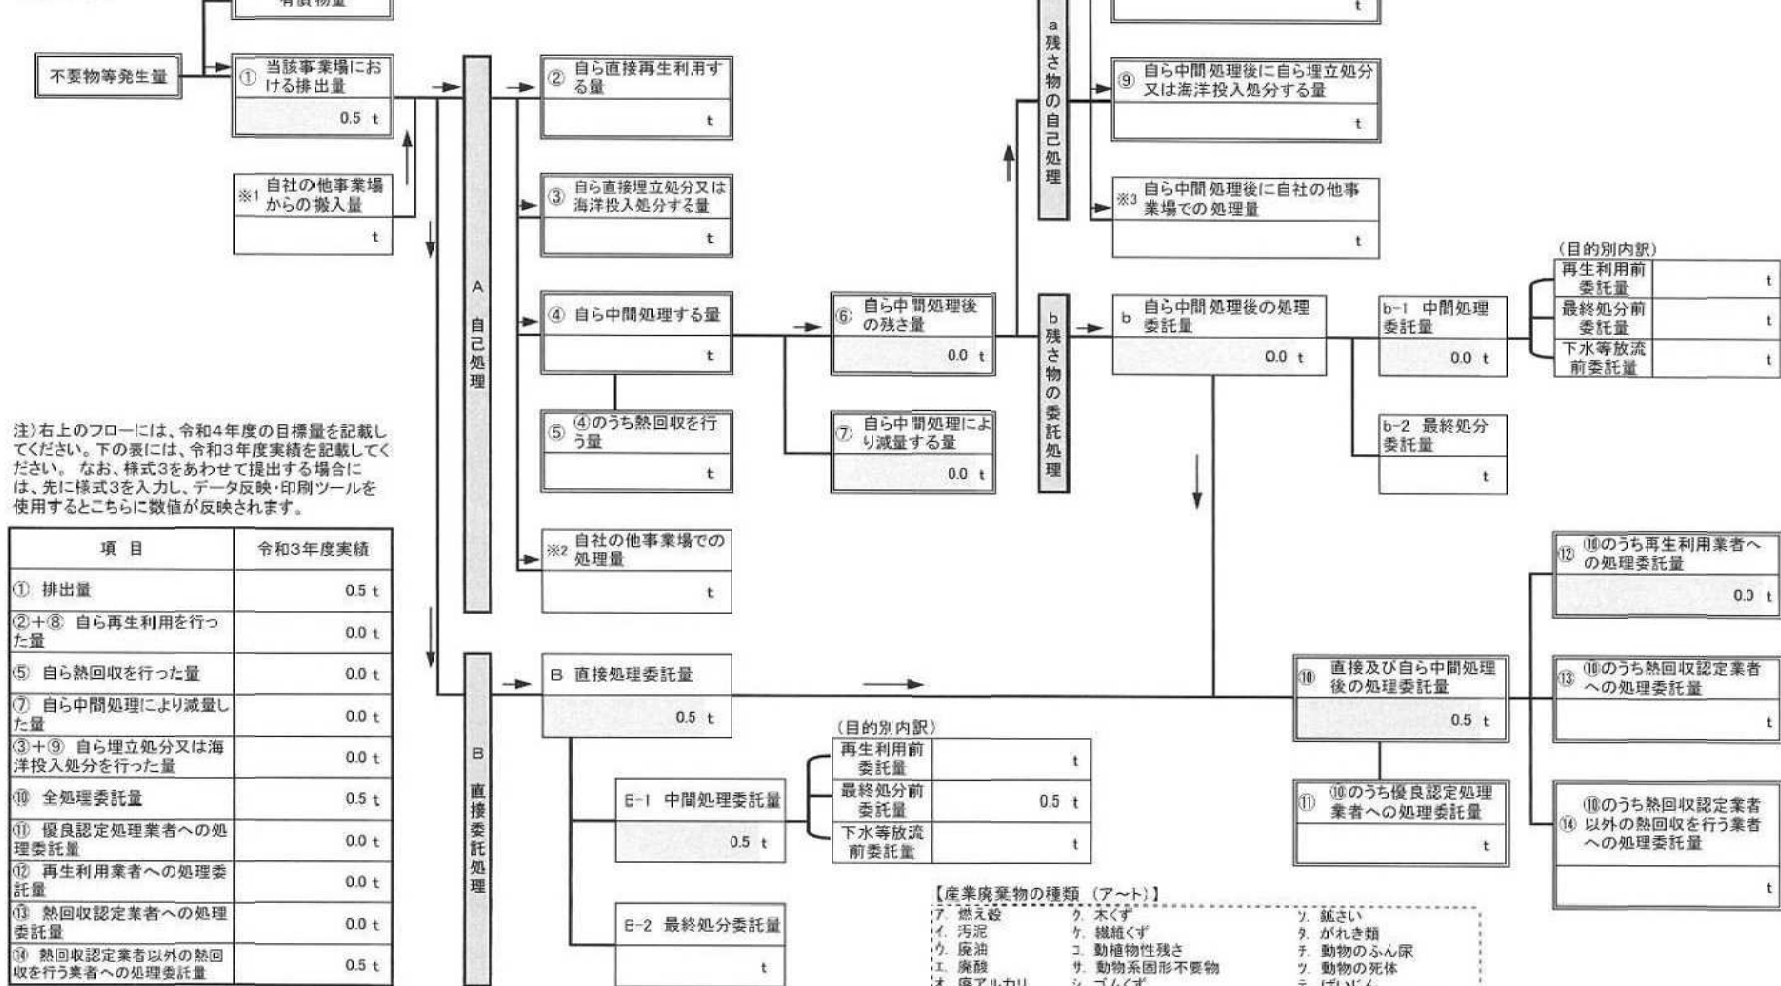 t
不要物等発生量
① 当該事業場にお
ける排出量
0.5 t
※1 自社の他事業場
からの搬入量
t
A 自己処理
② 自ら直接再生利用す
る量
t
③ 自ら直接埋立処分又は
海洋投入処分する量
t
④ 自ら中間処理する量
t
⑤ ④のうち熱回収を行
う量
t
※2 自社の他事業場での
処理量
t
⑥ 自ら中間処理後
の残さ量
0.0 t
⑦ 自ら中間処理によ
り減量する量
0.0 t
a 残さ物の自己処理
⑨ 自ら中間処理後に自ら埋立処分
又は海洋投入処分する量
t
※3 自ら中間処理後に自社の他事
業場での処理量
t
b 残さ物の委託処理
b 自ら中間処理後の処理
委託量
0.0 t
b-1 中間処理
委託量
0.0 t
(目的別内訳)
再生利用前
委託量 t
最終処分前
委託量 t
下水等放流
前委託量 t
b-2 最終処分
委託量
t
注)右上のフローには、令和4年度の目標量を記載し
てください。下の表には、令和3年度実績を記載してく
ださい。 なお、様式3をあわせて提出する場合に
は、先に様式3を入力し、データ反映・印刷ツールを
使用するとこちらに数値が反映されます。
項 目 令和3年度実績
① 排出量 0.5 t
②+⑧ 自ら再生利用を行っ
た量 0.0 t
⑤ 自ら熱回収を行った量 0.0 t
⑦ 自ら中間処理により減量し
た量 0.0 t
③+⑨ 自ら埋立処分又は海
洋投入処分を行った量 0.0 t
⑩ 全処理委託量 0.5 t
⑪ 優良認定処理業者への処
理委託量 0.0 t
⑫ 再生利用業者への処理委
託量 0.0 t
⑬ 熱回収認定業者への処理
委託量 0.0 t
⑭ 熱回収認定業者以外の熱回
収を行う業者への処理委託量 0.5 t
B 直接委託処理
B 直接処理委託量
0.5 t
B-1 中間処理委託量
0.5 t
(目的別内訳)
再生利用前
委託量 t
最終処分前
委託量 0.5 t
下水等放流
前委託量 t
B-2 最終処分委託量
t
⑩ 直接及び自ら中間処理
後の処理委託量
0.5 t
⑪ ⑩のうち優良認定処理
業者への処理委託量
t
⑫ ⑩のうち再生利用業者へ
の処理委託量
0.0 t
⑬ ⑩のうち熱回収認定業者
への処理委託量
t
⑭ ⑩のうち熱回収認定業者
以外の熱回収を行う業者
への処理委託量
t
【産業廃棄物の種類 (ア~ト)】
ア. 燃え殻 ク. 木くず ソ. 鉱さい
イ. 汚泥 ケ. 繊維くず タ. がれき類
ウ. 廃油 コ. 動植物性残さ チ. 動物のふん尿
エ. 廃酸 サ. 動物系固形不要物 ツ. 動物の死体
オ. 廃アルカリ シ. ゴムくず テ. ばいじん